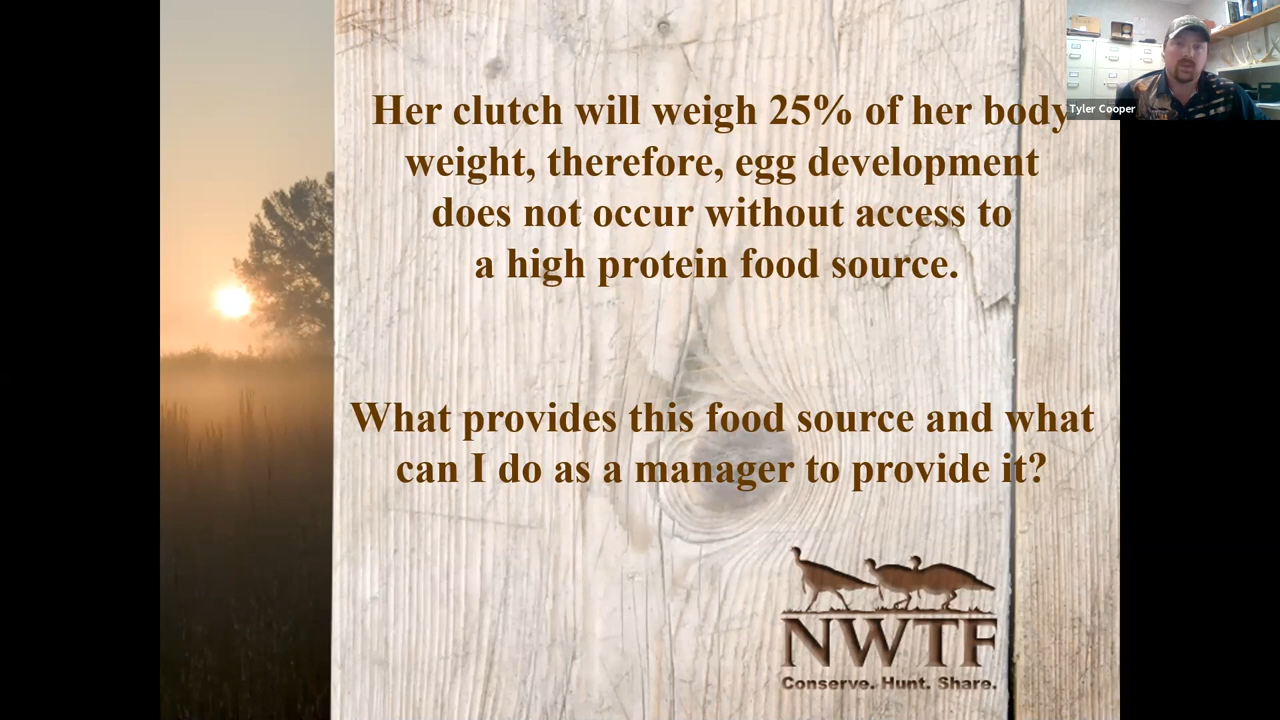 Her clutch will weigh 25% of her body
weight, therefore, egg development
does not occur without access to
a high protein food source.
What provides this food source and what
can I do as a manager to provide it?
NWTF
Conserve. Hunt. Share.
Tyler Cooper